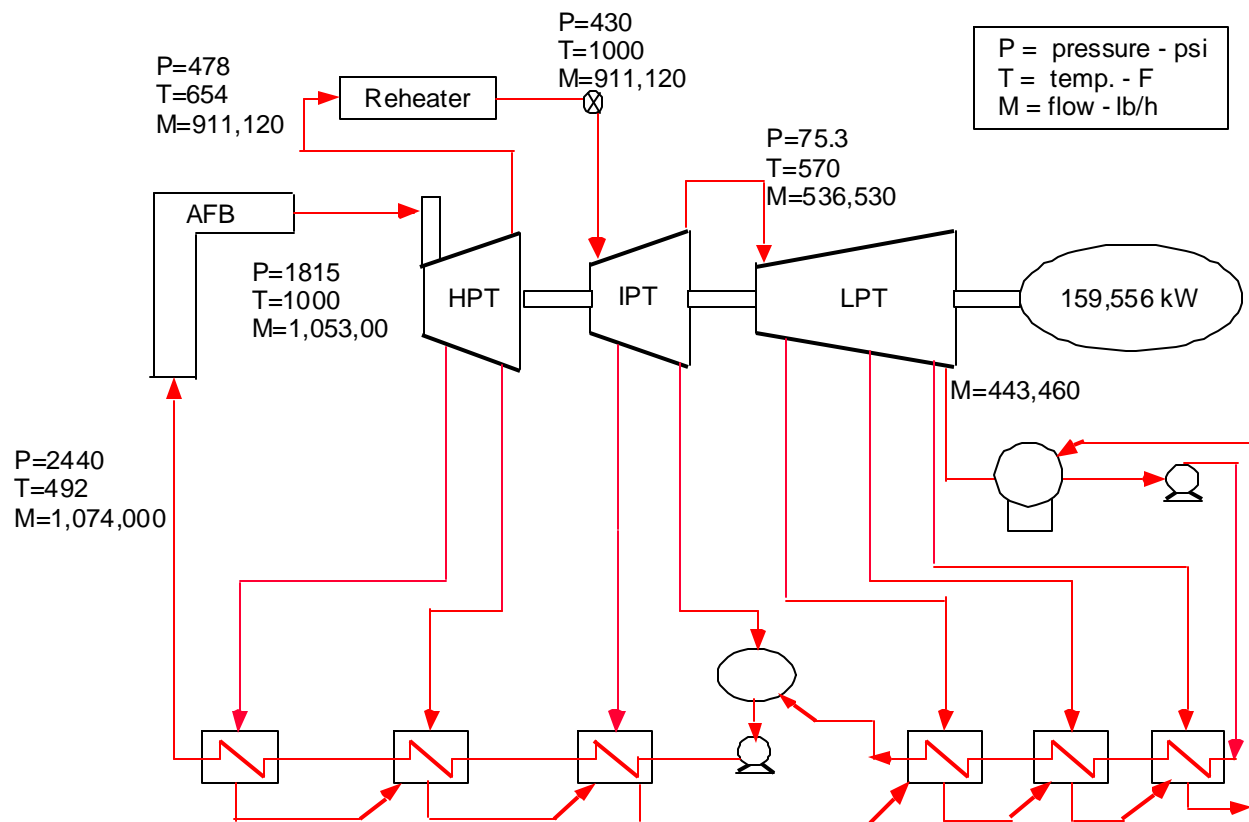 P=430
T=1000
M=911,120
P = pressure - psi
T = temp. - F
M = flow - lb/h
P=478
T=654
M=911,120
Reheater
P=75.3
T=570
M=536,530
AFB
P=1815
T=1000
M=1,053,00
HPT
IPT
LPT
159,556 kW
M=443,460
P=2440
T=492
M=1,074,000